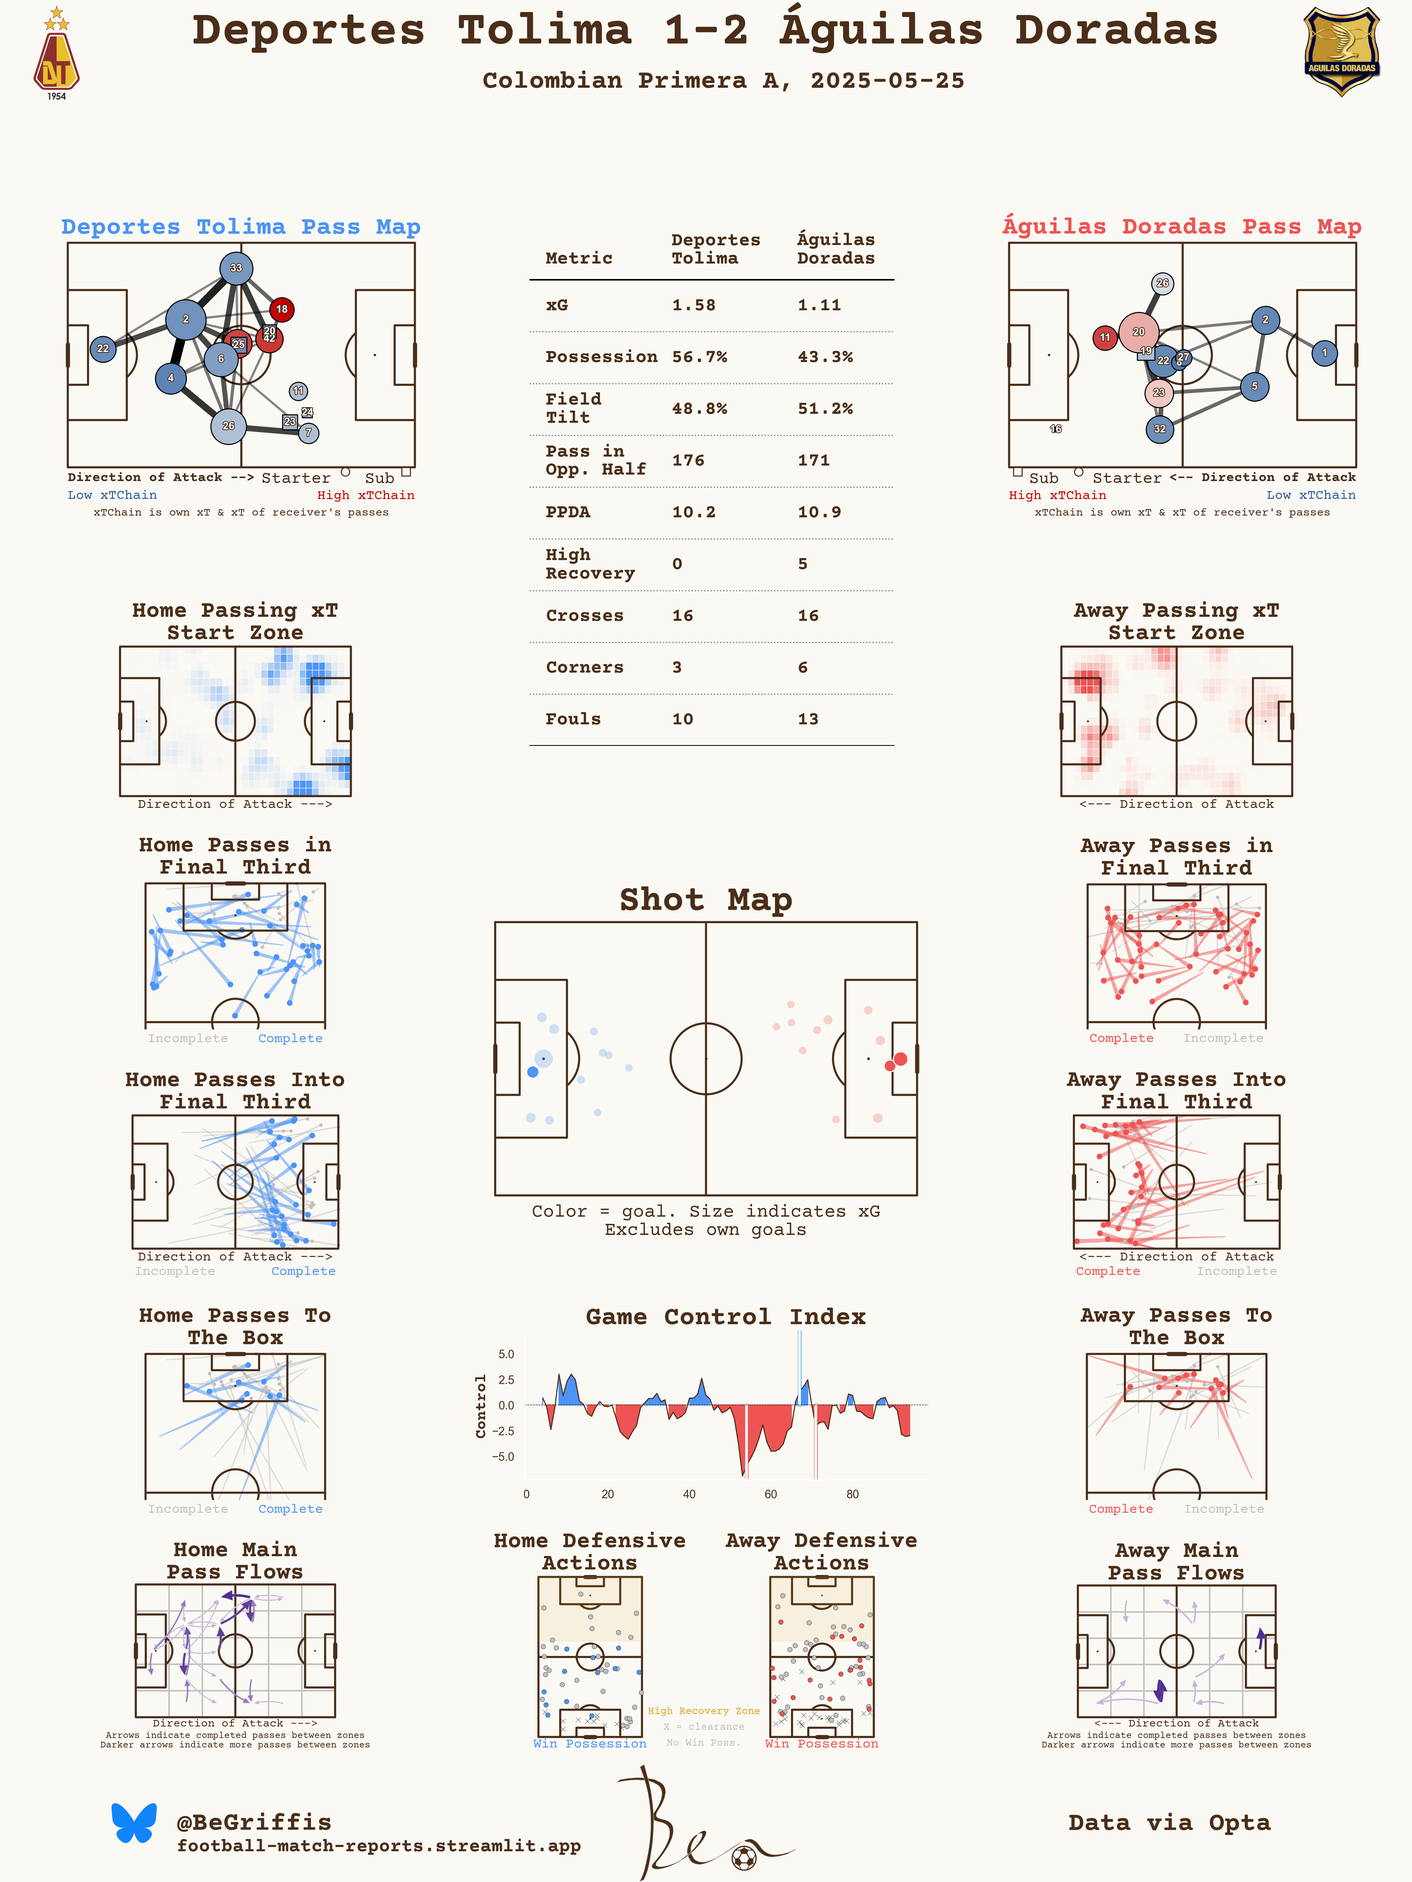 Deportes Tolima 1-2 Águilas Doradas
Colombian Primera A, 2025-05-25
DT
1954
AGUILAS DORADAS
Deportes Tolima Pass Map
33
18
2
20
42
25
22
6
4
11
24
23
26
7
Direction of Attack --> Starter Sub
Low xTChain High xTChain
xTChain is own xT & xT of receiver's passes
Metric Deportes Tolima Águilas Doradas
xG 1.58 1.11
Possession 56.7% 43.3%
Field Tilt 48.8% 51.2%
Pass in Opp. Half 176 171
PPDA 10.2 10.9
High Recovery 0 5
Crosses 16 16
Corners 3 6
Fouls 10 13
Águilas Doradas Pass Map
26
2
20
11
19
22
27
1
5
23
32
16
Sub Starter <-- Direction of Attack
High xTChain Low xTChain
xTChain is own xT & xT of receiver's passes
Home Passing xT
Start Zone
Direction of Attack --->
Away Passing xT
Start Zone
<--- Direction of Attack
Home Passes in
Final Third
Incomplete Complete
Away Passes in
Final Third
Complete Incomplete
Shot Map
Color = goal. Size indicates xG
Excludes own goals
Home Passes Into
Final Third
Direction of Attack --->
Incomplete Complete
Away Passes Into
Final Third
<--- Direction of Attack
Complete Incomplete
Home Passes To
The Box
Incomplete Complete
Game Control Index
Control
5.0
2.5
0.0
−2.5
−5.0
0 20 40 60 80
Away Passes To
The Box
Complete Incomplete
Home Main
Pass Flows
Direction of Attack --->
Arrows indicate completed passes between zones
Darker arrows indicate more passes between zones
Home Defensive
Actions
Win Possession
High Recovery Zone
X = clearance
No Win Poss.
Away Defensive
Actions
Win Possession
Away Main
Pass Flows
<--- Direction of Attack
Arrows indicate completed passes between zones
Darker arrows indicate more passes between zones
@BeGriffis
football-match-reports.streamlit.app
Ben
Data via Opta